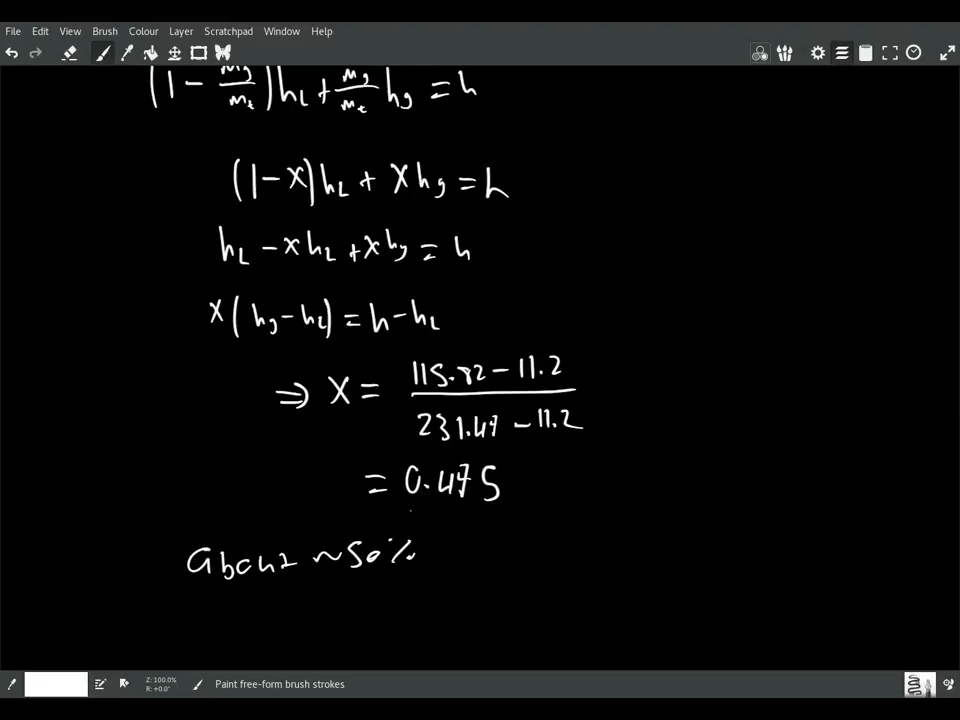 File Edit View Brush Colour Layer Scratchpad Window Help
(1 - mg/mt) hL + mg/mt hg = h
(1 - x) hL + x hg = h
hL - x hL + x hg = h
x (hg - hL) = h - hL
⇒ x = 115.82 - 11.2 / 231.47 - 11.2
= 0.475
about ~50%
Z: 100.0%
R: +0.0°
Paint free-form brush strokes